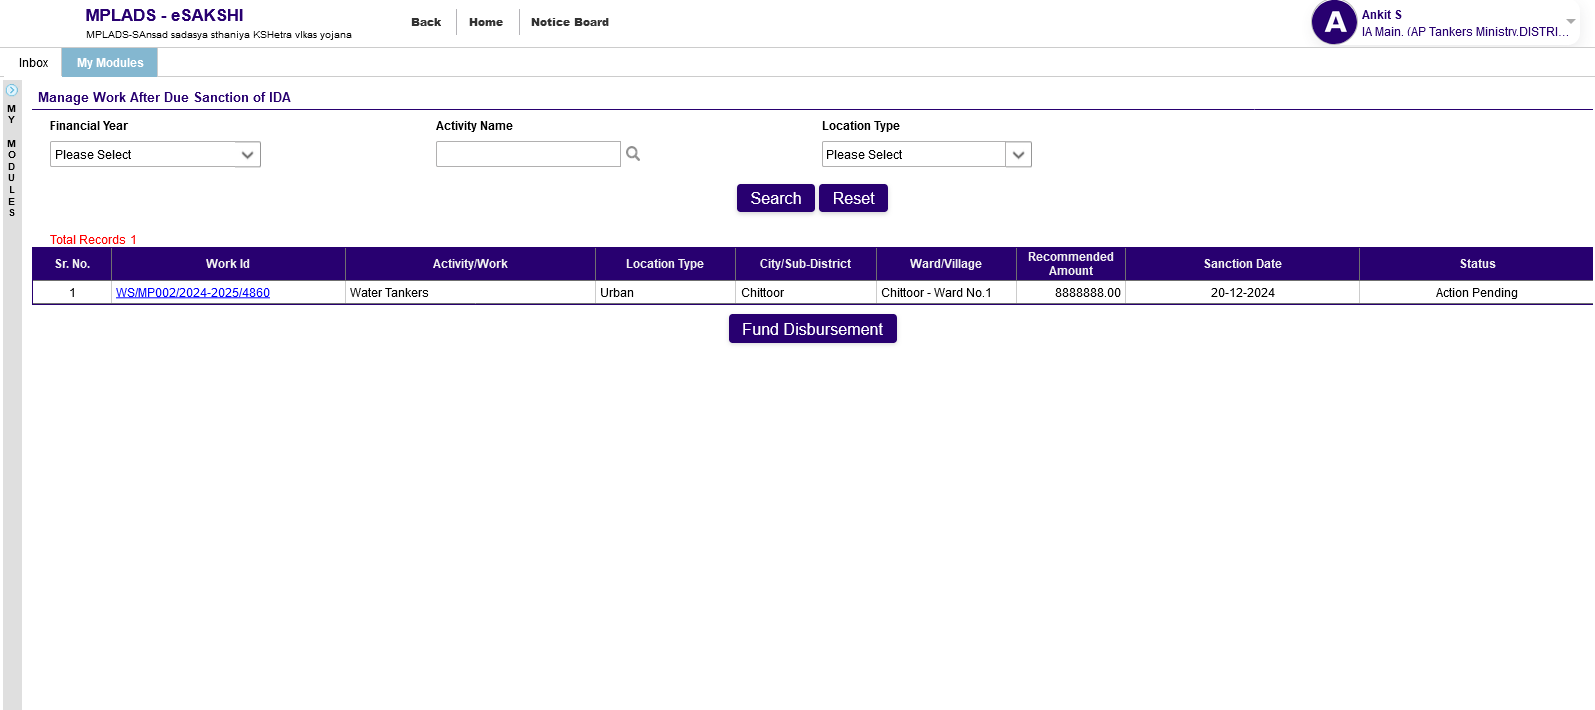 MPLADS - eSAKSHI
MPLADS-SAnsad sadasya sthaniya KSHetra vIkas yojana
Back
Home
Notice Board
A
Ankit S
IA Main, (AP Tankers Ministry,DISTRI...
Inbox
My Modules
MY MODULES
Manage Work After Due Sanction of IDA
Financial Year
Activity Name
Location Type
Please Select
Please Select
Search
Reset
Total Records 1
Sr. No. Work Id Activity/Work Location Type City/Sub-District Ward/Village Recommended Amount Sanction Date Status
1 WS/MP002/2024-2025/4860 Water Tankers Urban Chittoor Chittoor - Ward No.1 8888888.00 20-12-2024 Action Pending
Fund Disbursement